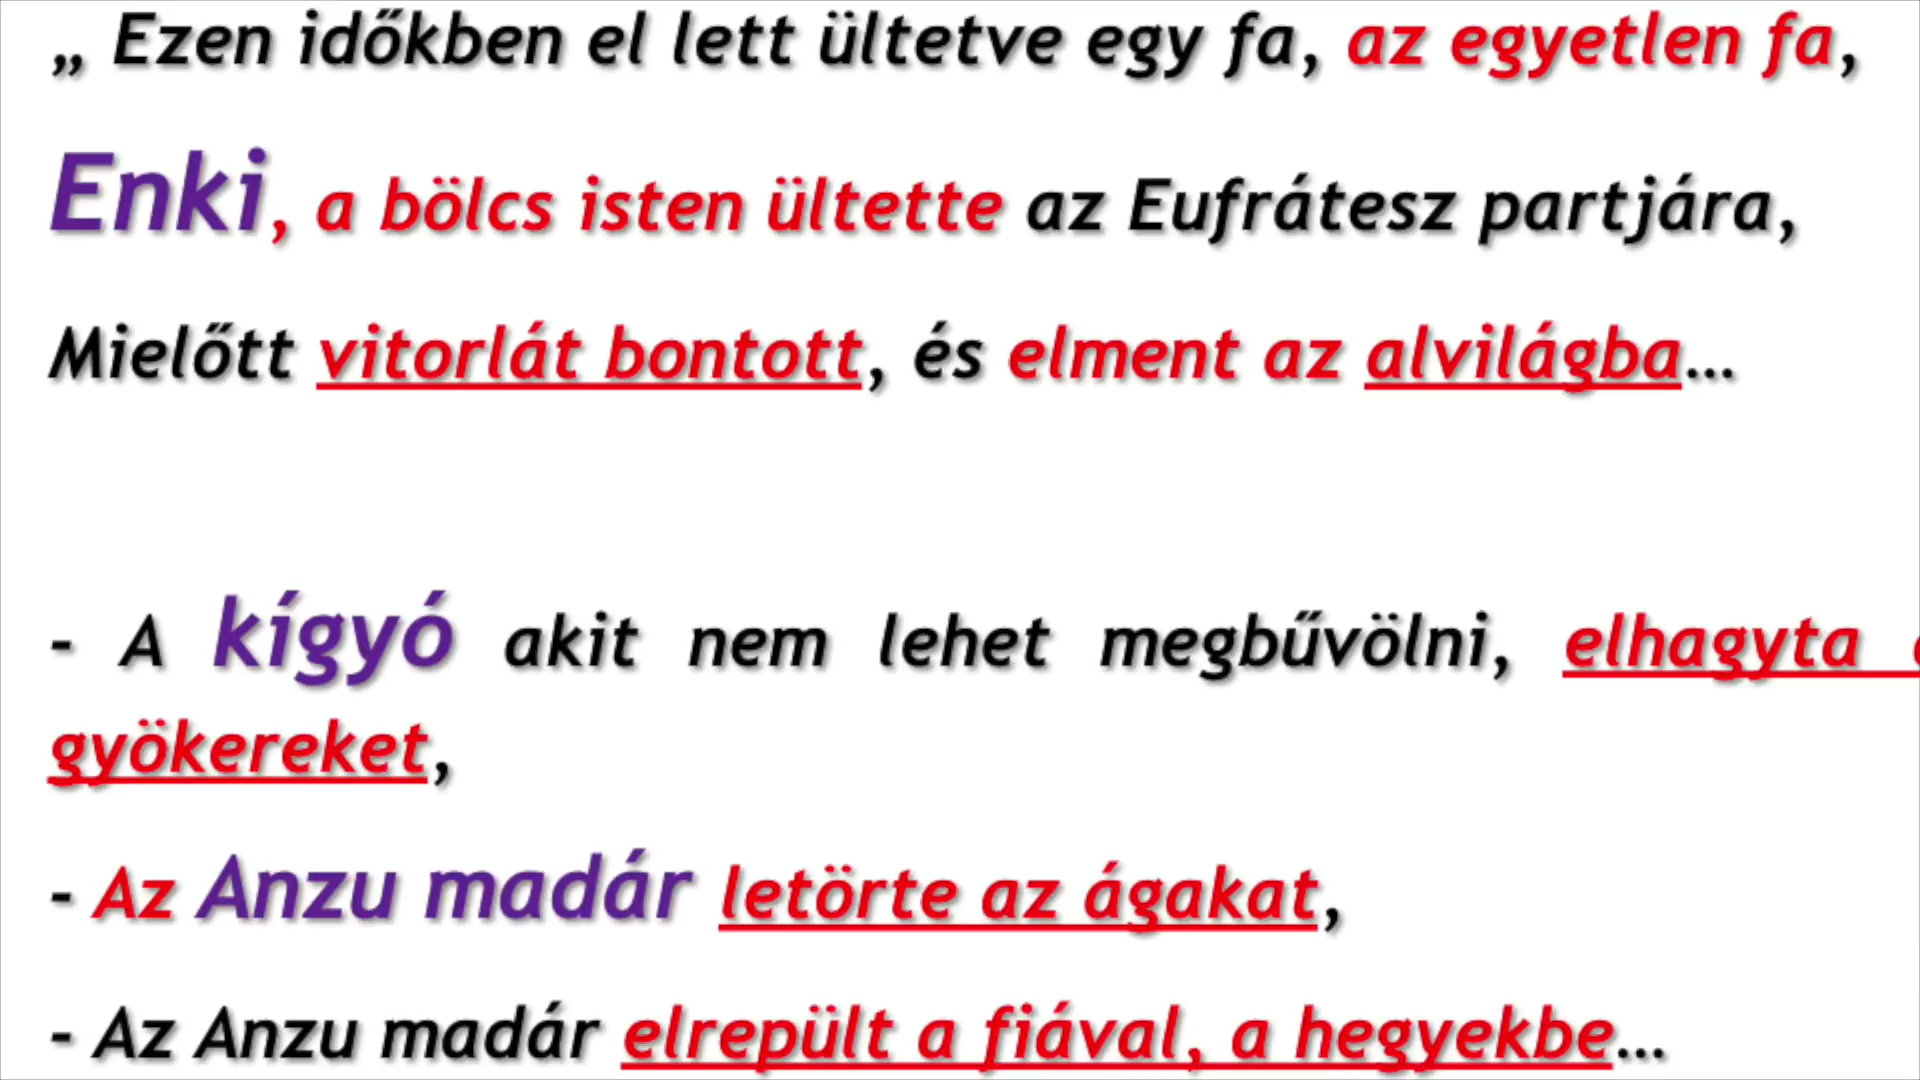 „ Ezen időkben el lett ültetve egy fa, az egyetlen fa,
Enki, a bölcs isten ültette az Eufrátesz partjára,
Mielőtt vitorlát bontott, és elment az alvilágba…
- A kígyó akit nem lehet megbűvölni, elhagyta
gyökereket,
- Az Anzu madár letörte az ágakat,
- Az Anzu madár elrepült a fiával, a hegyekbe…